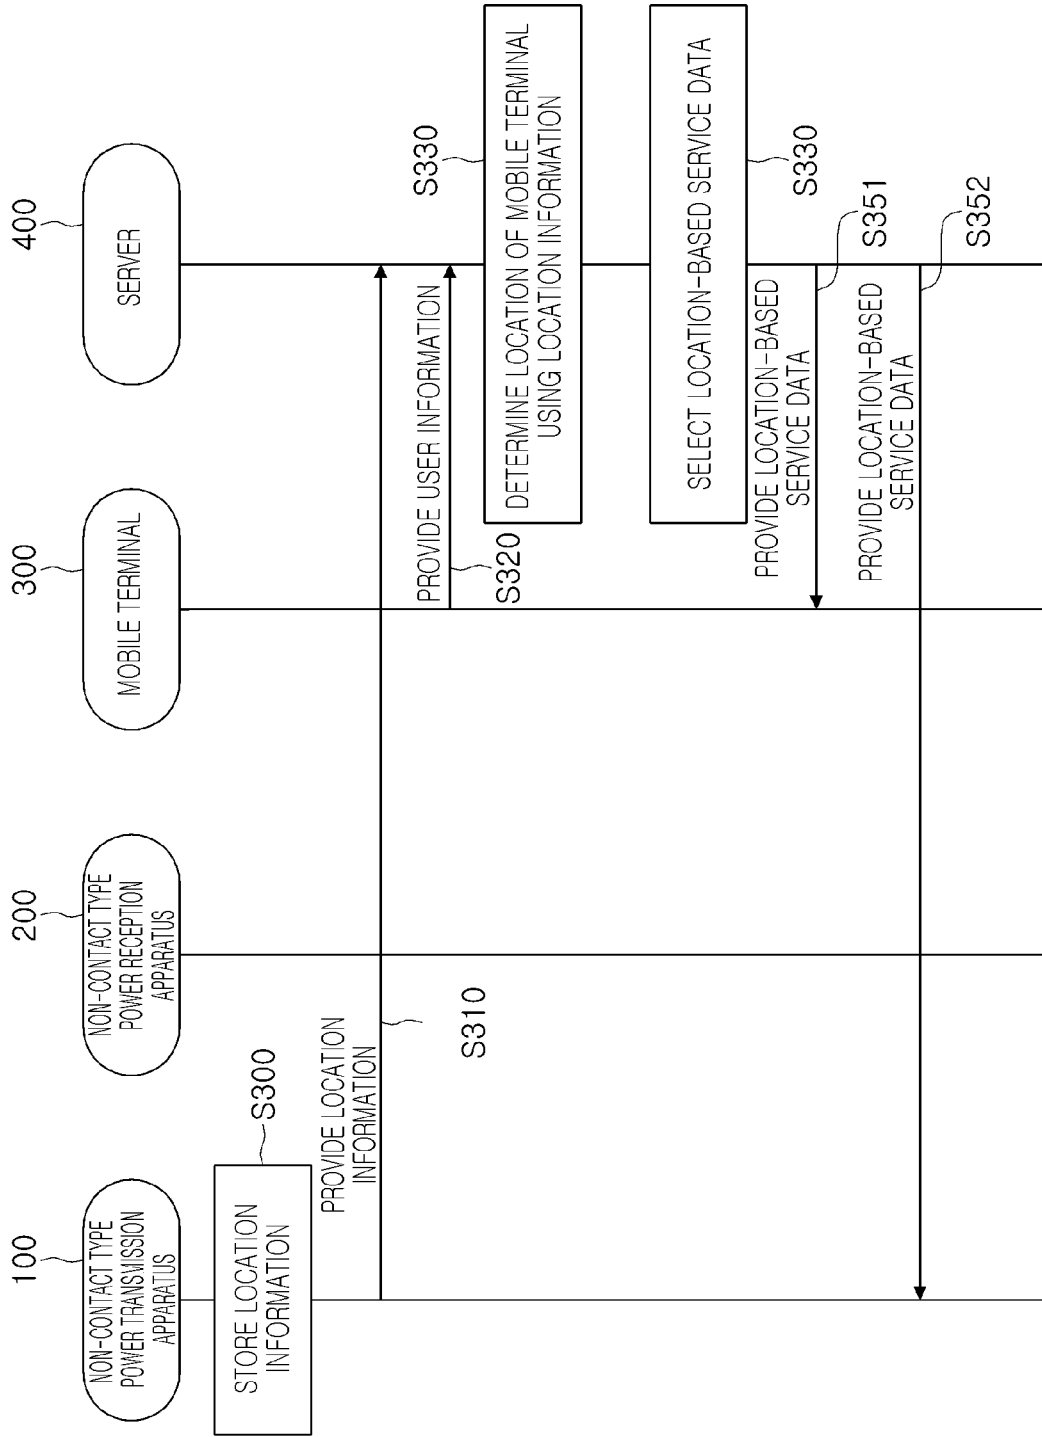 100
200
300
400
NON-CONTACT TYPE
POWER TRANSMISSION
APPARATUS
NON-CONTACT TYPE
POWER RECEPTION
APPARATUS
MOBILE TERMINAL
SERVER
STORE LOCATION
INFORMATION
S300
PROVIDE LOCATION
INFORMATION
S310
PROVIDE USER INFORMATION
S320
S330
DETERMINE LOCATION OF MOBILE TERMINAL
USING LOCATION INFORMATION
SELECT LOCATION-BASED SERVICE DATA
S330
PROVIDE LOCATION-BASED
SERVICE DATA
S351
PROVIDE LOCATION-BASED
SERVICE DATA
S352